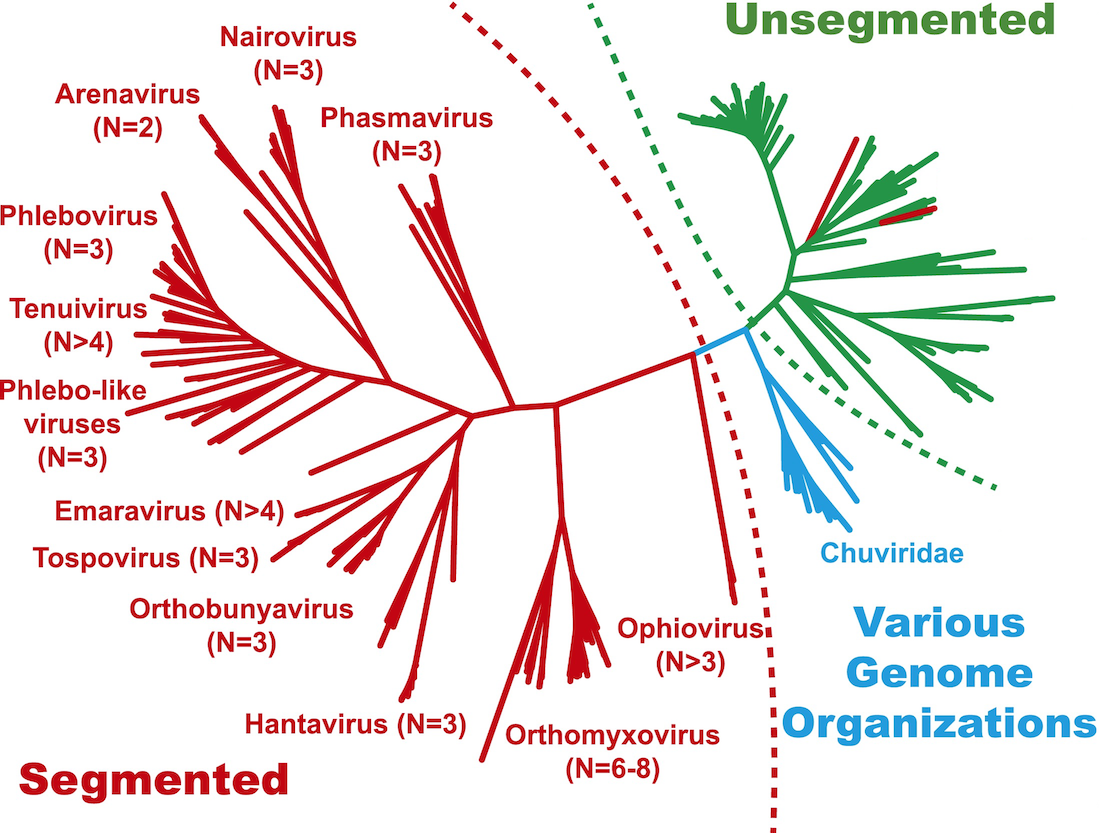 Unsegmented
Nairovirus
(N=3)
Arenavirus
(N=2)
Phasmavirus
(N=3)
Phlebovirus
(N=3)
Tenuivirus
(N>4)
Phlebo-like
viruses
(N=3)
Emaravirus (N>4)
Tospovirus (N=3)
Orthobunyavirus
(N=3)
Hantavirus (N=3)
Orthomyxovirus
(N=6-8)
Ophiovirus
(N>3)
Chuviridae
Various
Genome
Organizations
Segmented